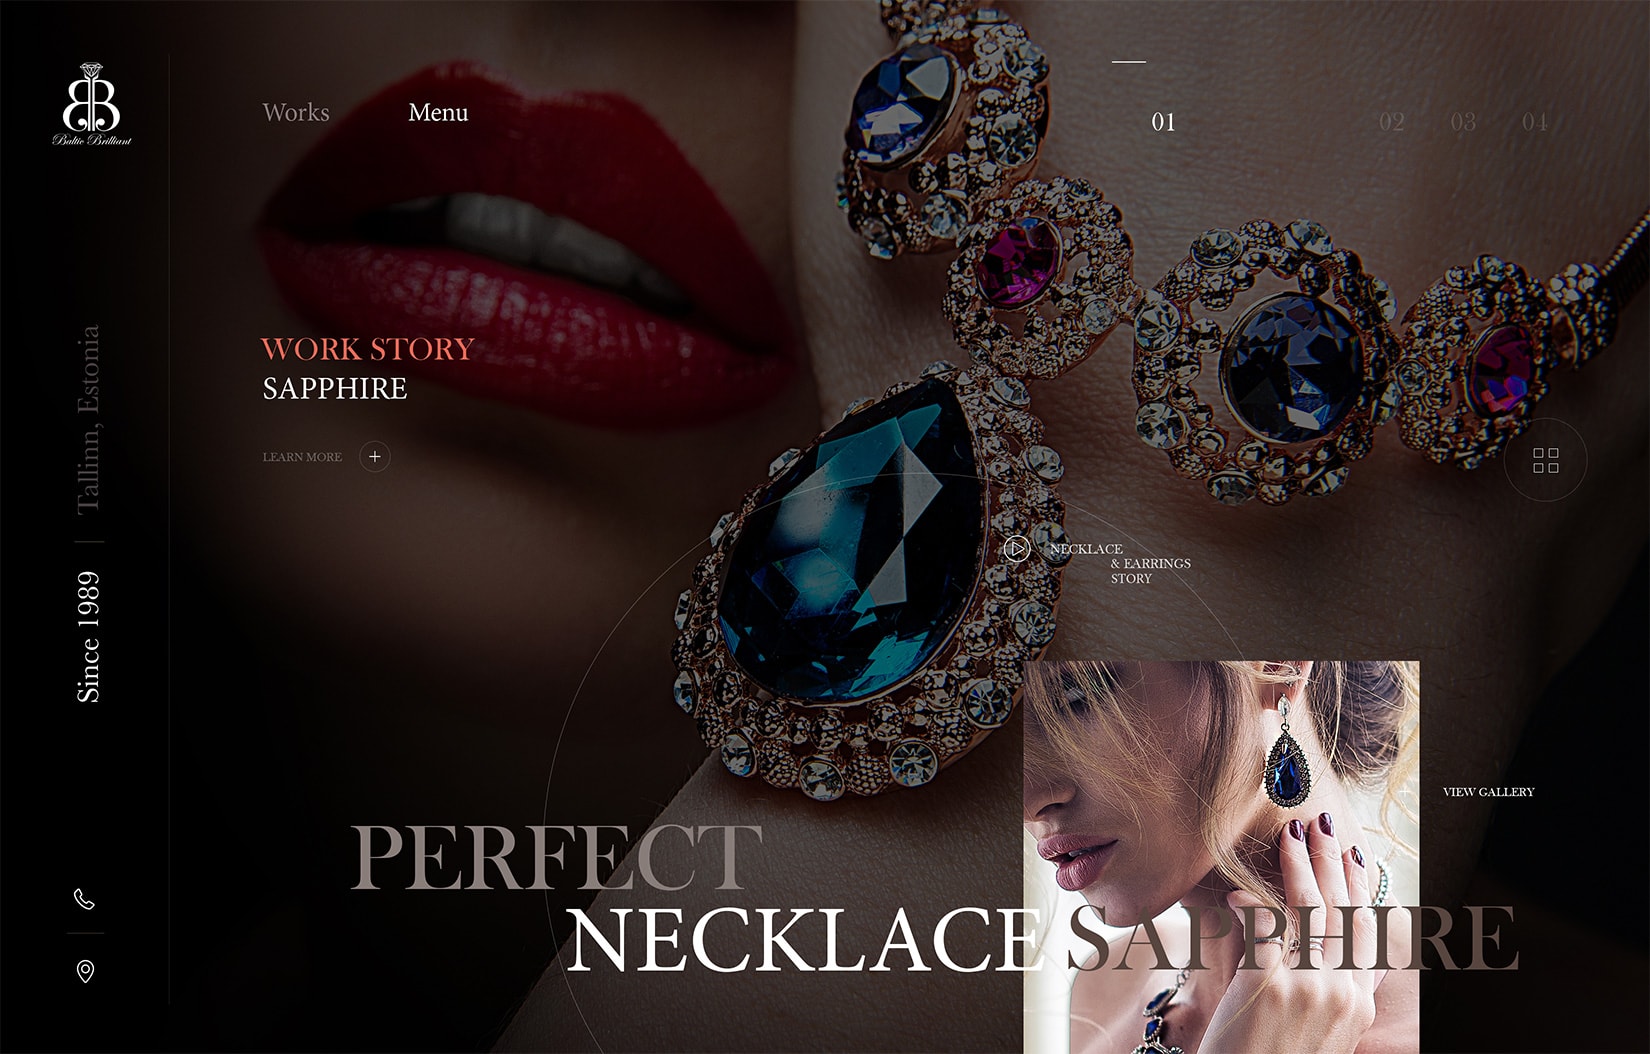 Baltic Brilliant
Works
Menu
01
02
03
04
WORK STORY
SAPPHIRE
LEARN MORE
Since 1989 | Tallinn, Estonia
NECKLACE
& EARRINGS
STORY
VIEW GALLERY
PERFECT
NECKLACE SAPPHIRE